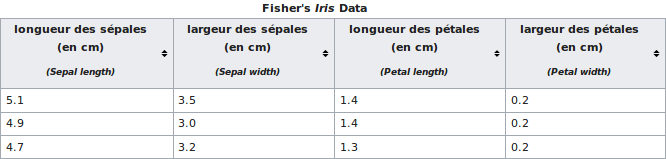 Fisher's Iris Data
longueur des sépales (en cm) (Sepal length)
largeur des sépales (en cm) (Sepal width)
longueur des pétales (en cm) (Petal length)
largeur des pétales (en cm) (Petal width)
5.1 3.5 1.4 0.2
4.9 3.0 1.4 0.2
4.7 3.2 1.3 0.2